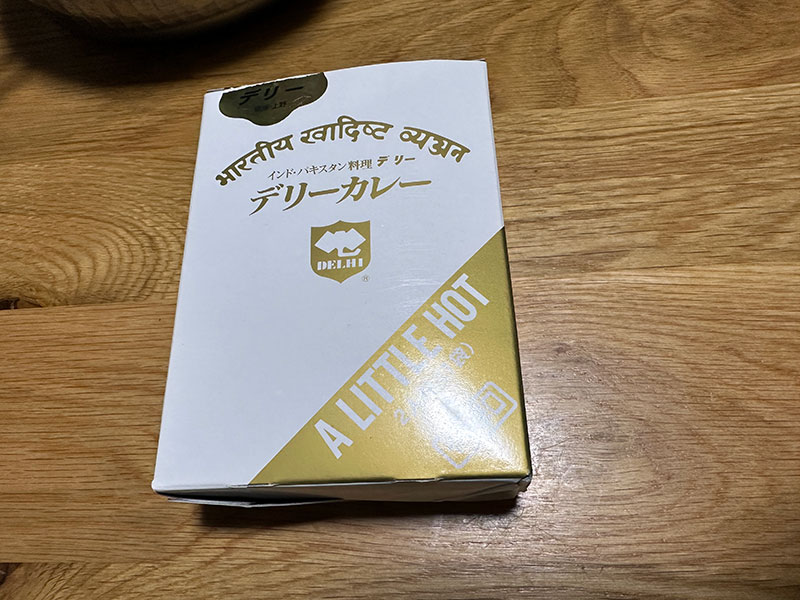 デリー
भारतीय स्वादिष्ट व्यञ्जन
インド・パキスタン料理 デリー
デリーカレー
DELHI
®
A LITTLE HOT